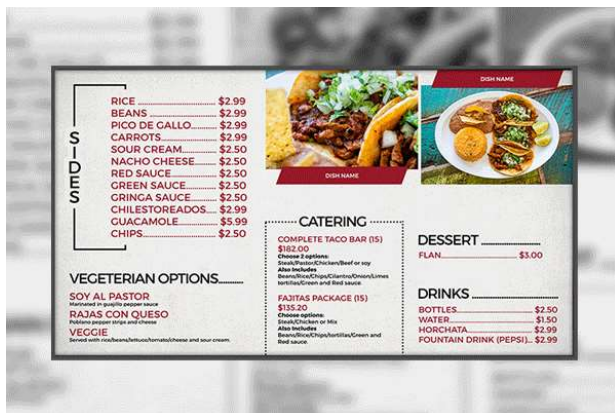 SIDES
RICE ........ $2.99
BEANS ........ $2.99
PICO DE GALLO........ $2.99
CARROTS........ $2.99
SOUR CREAM........ $2.50
NACHO CHEESE........ $2.50
RED SAUCE........ $2.50
GREEN SAUCE........ $2.50
GRINGA SAUCE........ $2.50
CHILESTOREADOS.... $2.99
GUACAMOLE........ $5.99
CHIPS........ $2.50
VEGETERIAN OPTIONS........
SOY AL PASTOR
Marinated in guajillo pepper sauce
RAJAS CON QUESO
Poblano pepper strips and cheese
VEGGIE
Served with rice/beans/lettuce/tomato/cheese and sour cream.
DISH NAME
CATERING
COMPLETE TACO BAR (15)
$182.00
Choose 2 options:
Steak/Pastor/Chicken/Beef or soy
Also Includes
Beans/Rice/Chips/Cilantro/Onion/Limes
tortillas/Green and Red sauce
FAJITAS PACKAGE (15)
$135.20
Choose options:
Steak/Chicken or Mix
Also Includes
Beans/Rice/Chips/tortillas/Green and
Red sauce
DISH NAME
DESSERT ........
FLAN........ $3.00
DRINKS ........
BOTTLES........ $2.50
WATER........ $1.50
HORCHATA ........ $2.99
FOUNTAIN DRINK (PEPSI)... $2.99